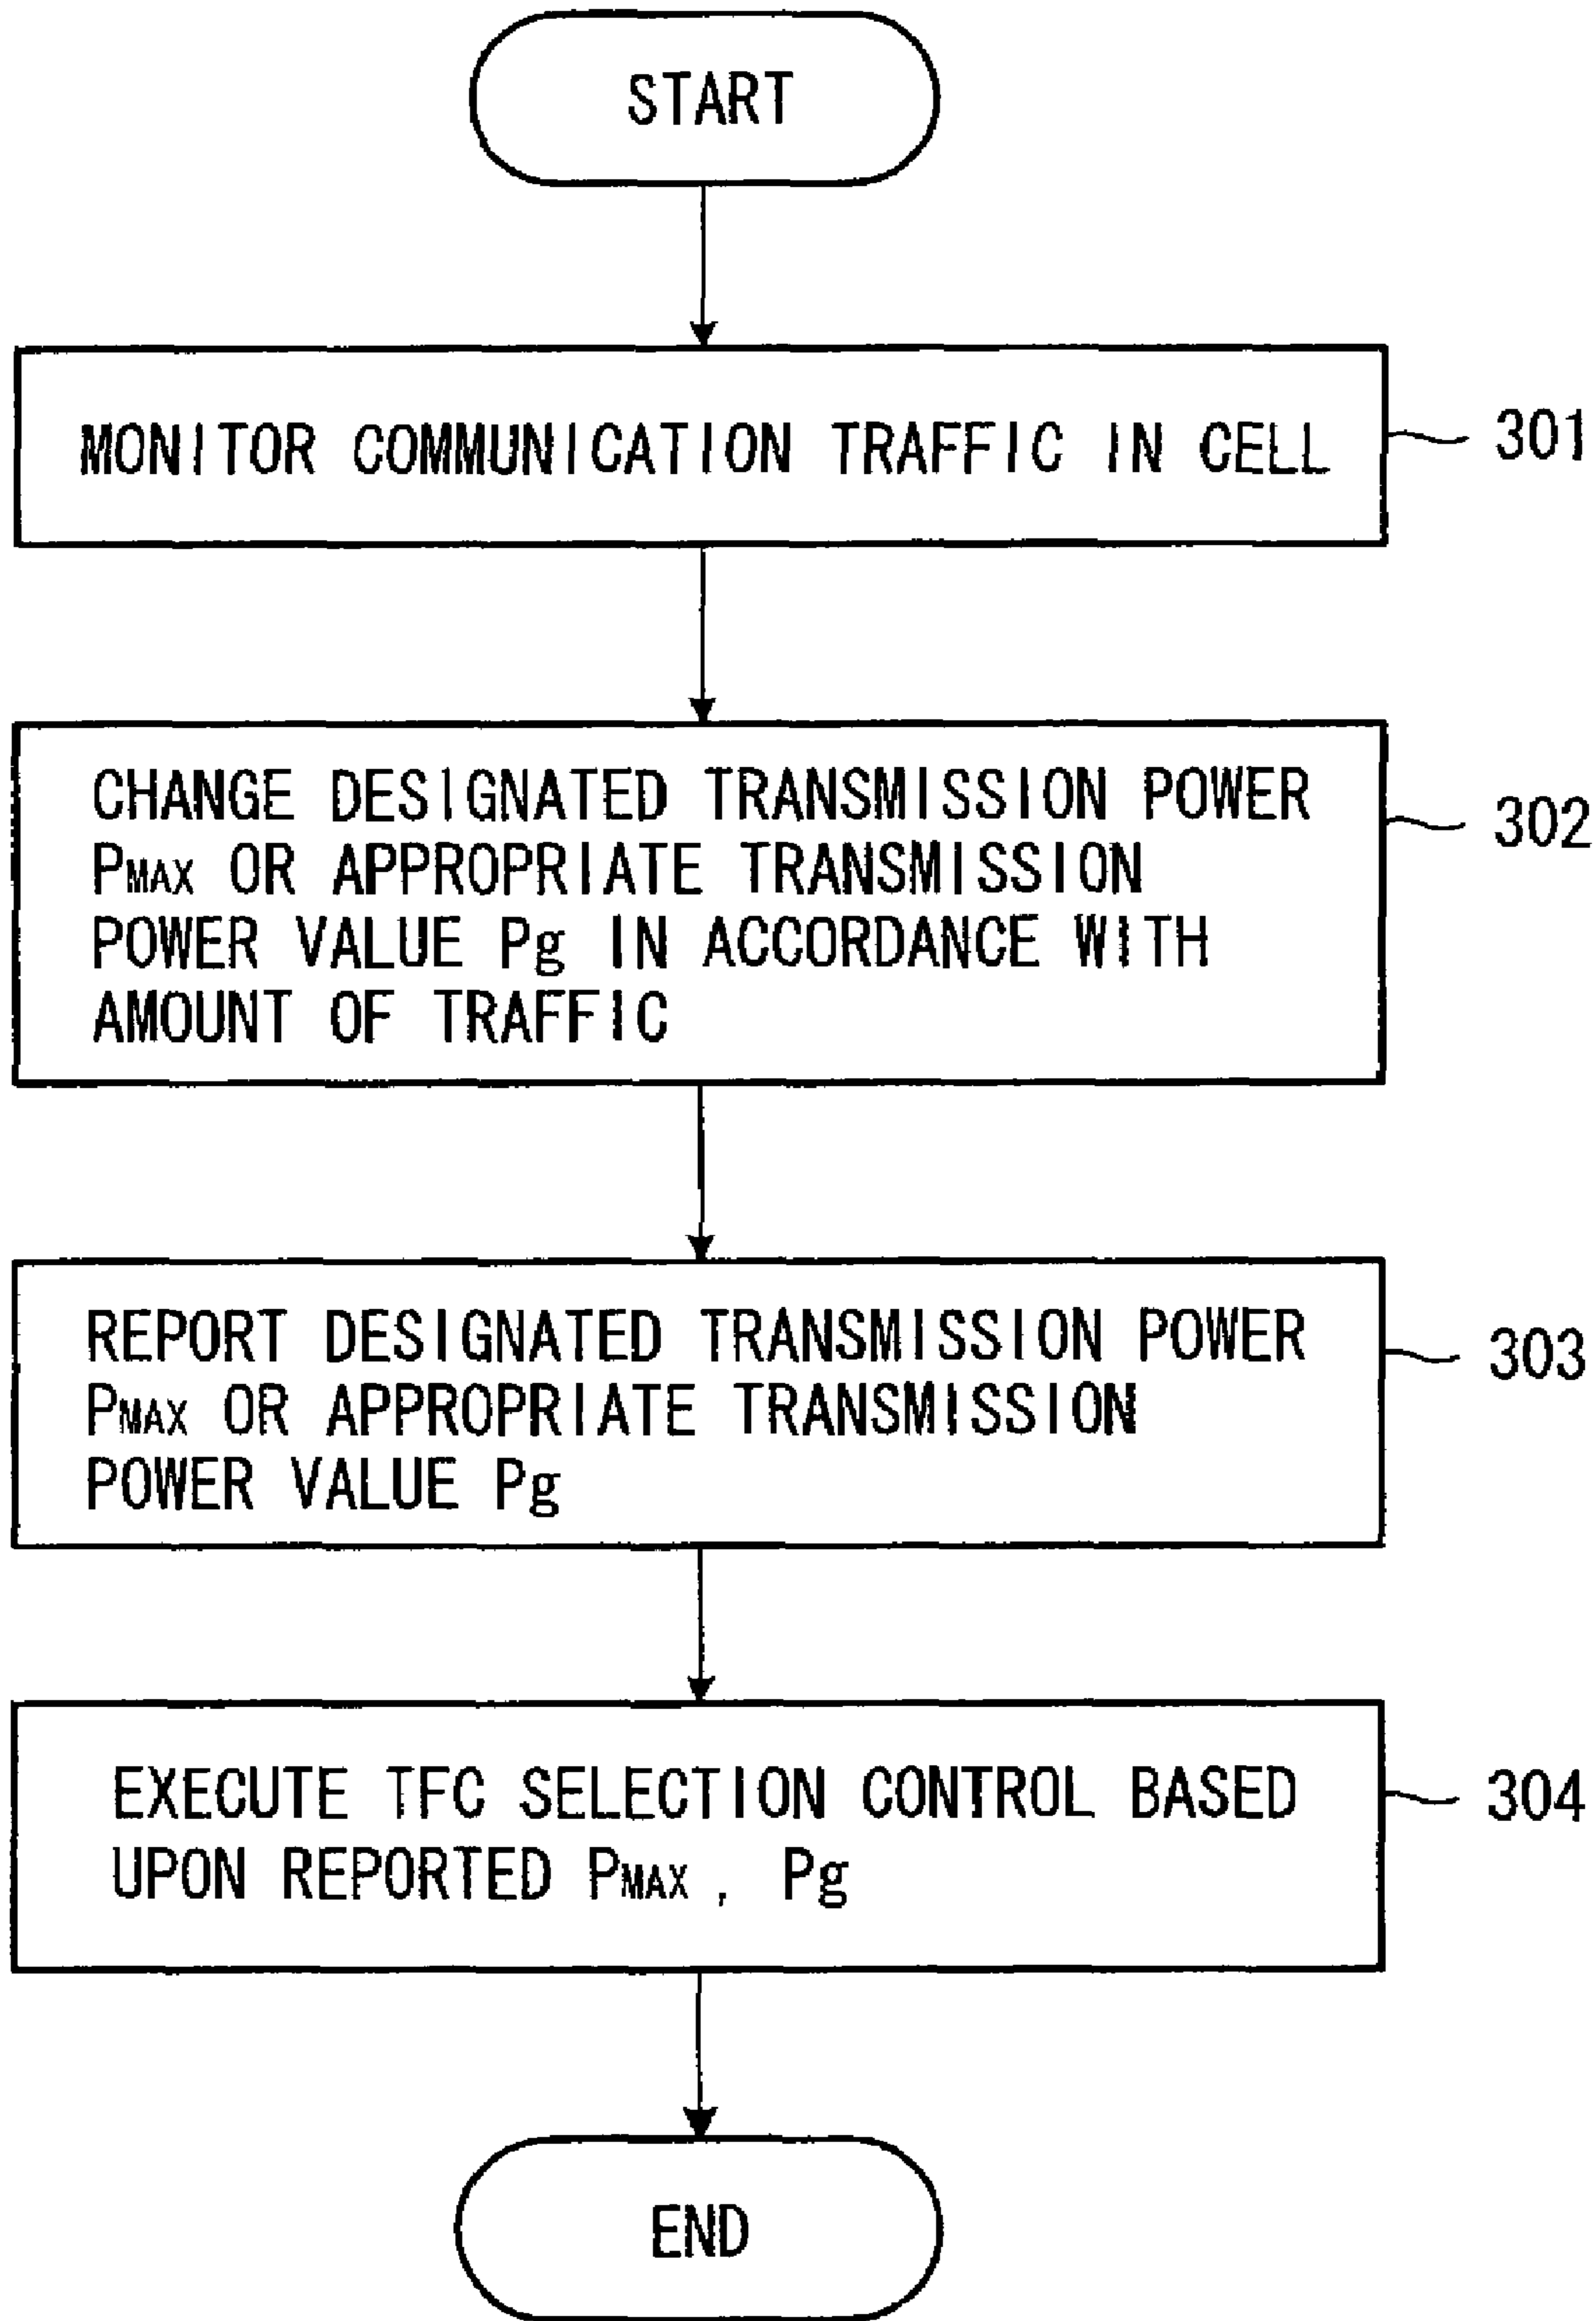 START
MONITOR COMMUNICATION TRAFFIC IN CELL
301
CHANGE DESIGNATED TRANSMISSION POWER
PMAX OR APPROPRIATE TRANSMISSION
POWER VALUE Pg IN ACCORDANCE WITH
AMOUNT OF TRAFFIC
302
REPORT DESIGNATED TRANSMISSION POWER
PMAX OR APPROPRIATE TRANSMISSION
POWER VALUE Pg
303
EXECUTE TFC SELECTION CONTROL BASED
UPON REPORTED PMAX, Pg
304
END